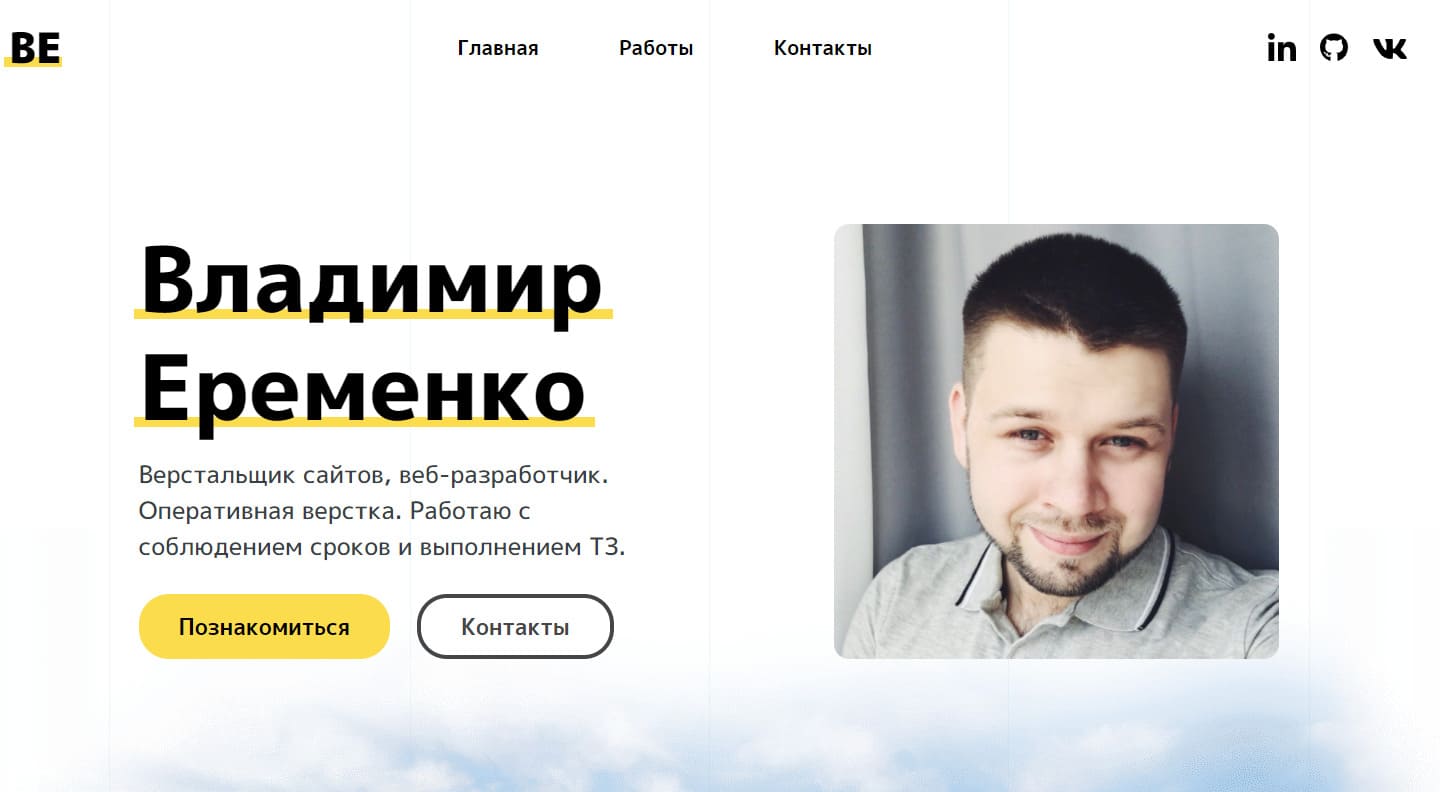 ВЕ
Главная Работы Контакты
in
Владимир
Еременко
Верстальщик сайтов, веб-разработчик.
Оперативная верстка. Работаю с
соблюдением сроков и выполнением ТЗ.
Познакомиться Контакты